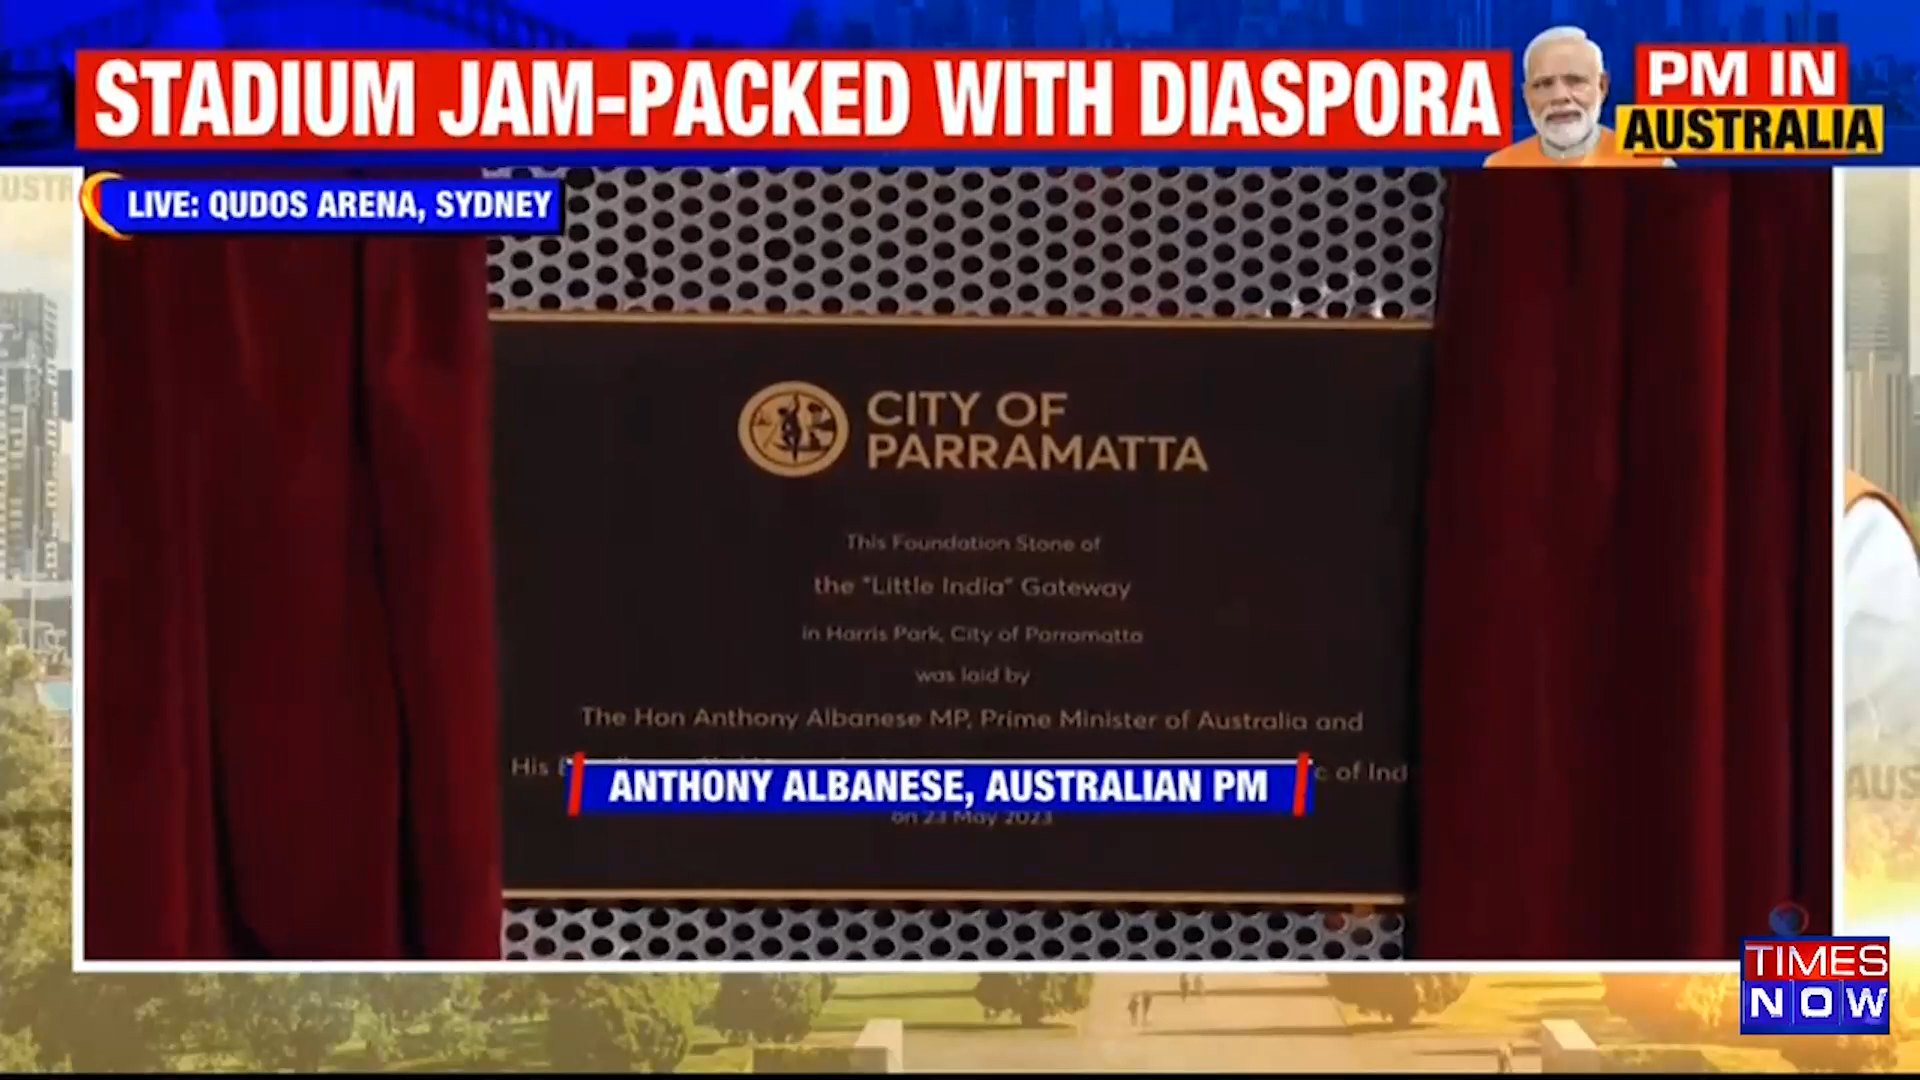 STADIUM JAM-PACKED WITH DIASPORA
PM IN
AUSTRALIA
LIVE: QUDOS ARENA, SYDNEY
CITY OF
PARRAMATTA
This Foundation Stone of
the "Little India" Gateway
in Harris Park, City of Parramatta
was laid by
The Hon Anthony Albanese MP, Prime Minister of Australia and
His
of Ind
ANTHONY ALBANESE, AUSTRALIAN PM
on 23 May 2023
TIMES
NOW